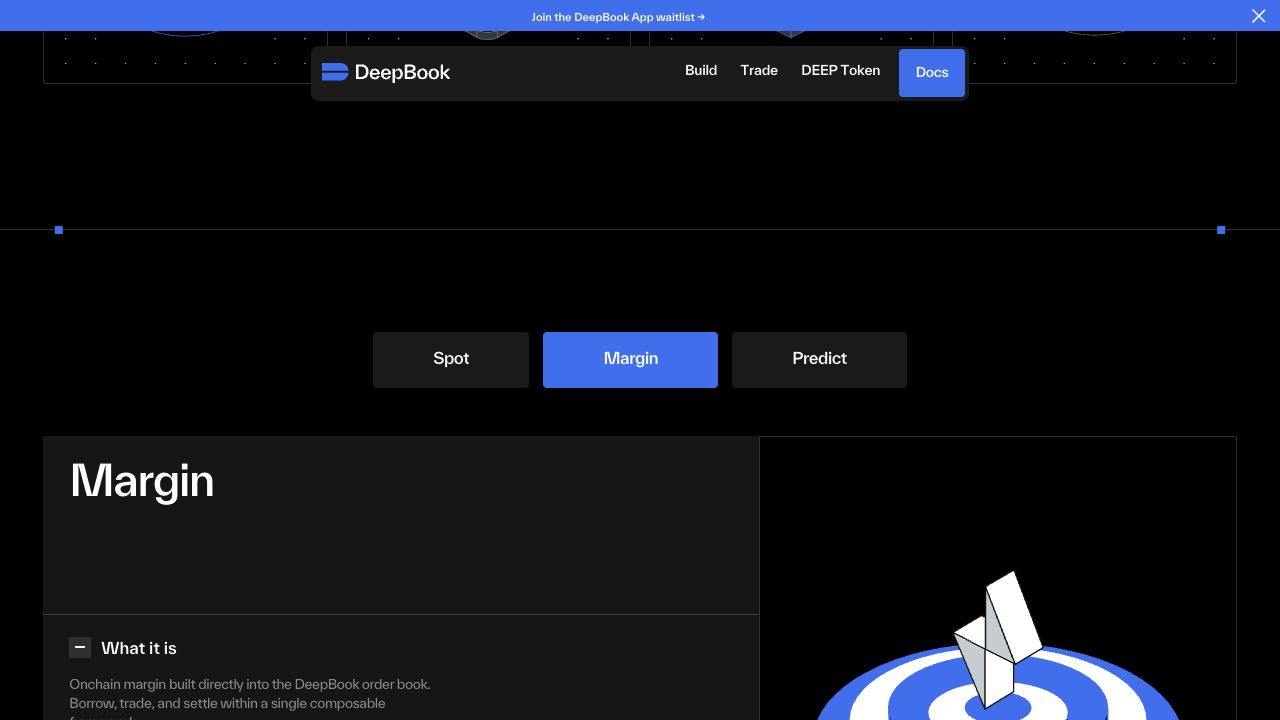 Join the DeepBook App waitlist →
DeepBook
Build
Trade
DEEP Token
Docs
Spot
Margin
Predict
Margin
What it is
Onchain margin built directly into the DeepBook order book.
Borrow, trade, and settle within a single composable